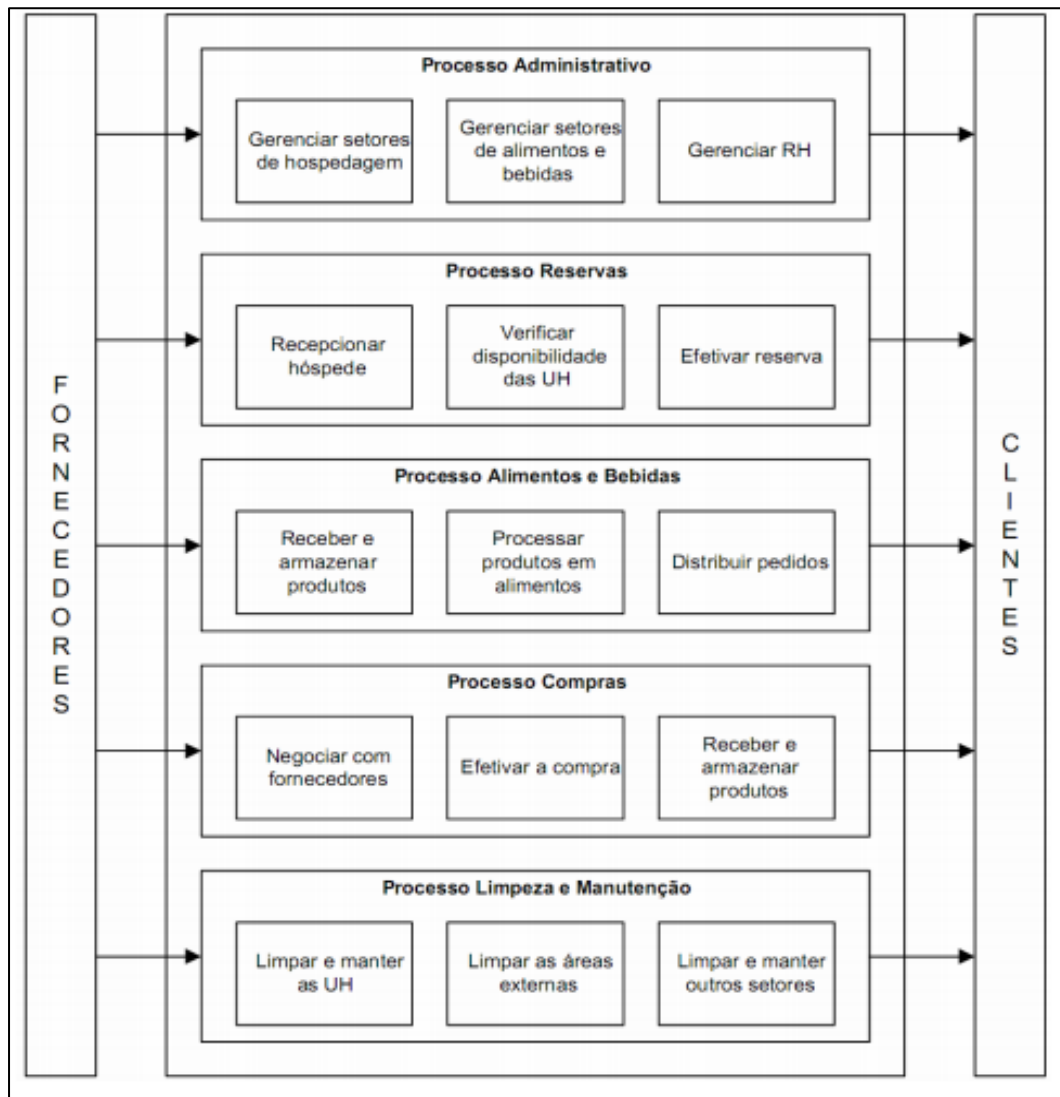 FORNECEDORES
Processo Administrativo
Gerenciar setores
de hospedagem
Gerenciar setores
de alimentos e
bebidas
Gerenciar RH
Processo Reservas
Recepcionar
hóspede
Verificar
disponibilidade
das UH
Efetivar reserva
Processo Alimentos e Bebidas
Receber e
armazenar
produtos
Processar
produtos em
alimentos
Distribuir pedidos
Processo Compras
Negociar com
fornecedores
Efetivar a compra
Receber e
armazenar
produtos
Processo Limpeza e Manutenção
Limpar e manter
as UH
Limpar as áreas
externas
Limpar e manter
outros setores
CLIENTES